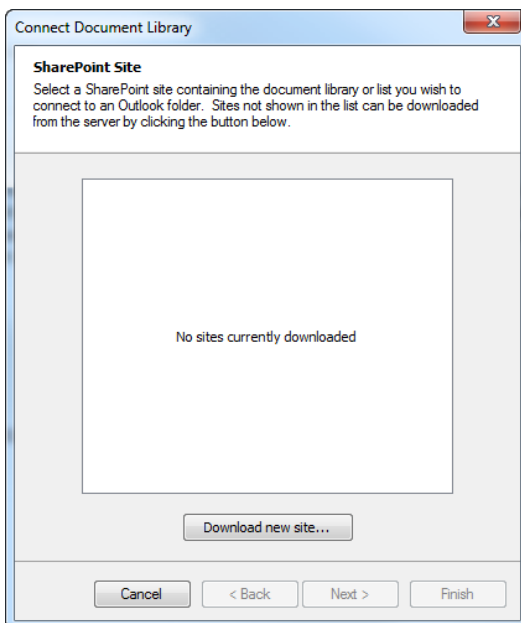 Connect Document Library
SharePoint Site
Select a SharePoint site containing the document library or list you wish to
connect to an Outlook folder. Sites not shown in the list can be downloaded
from the server by clicking the button below.
No sites currently downloaded
Download new site...
Cancel
< Back
Next >
Finish